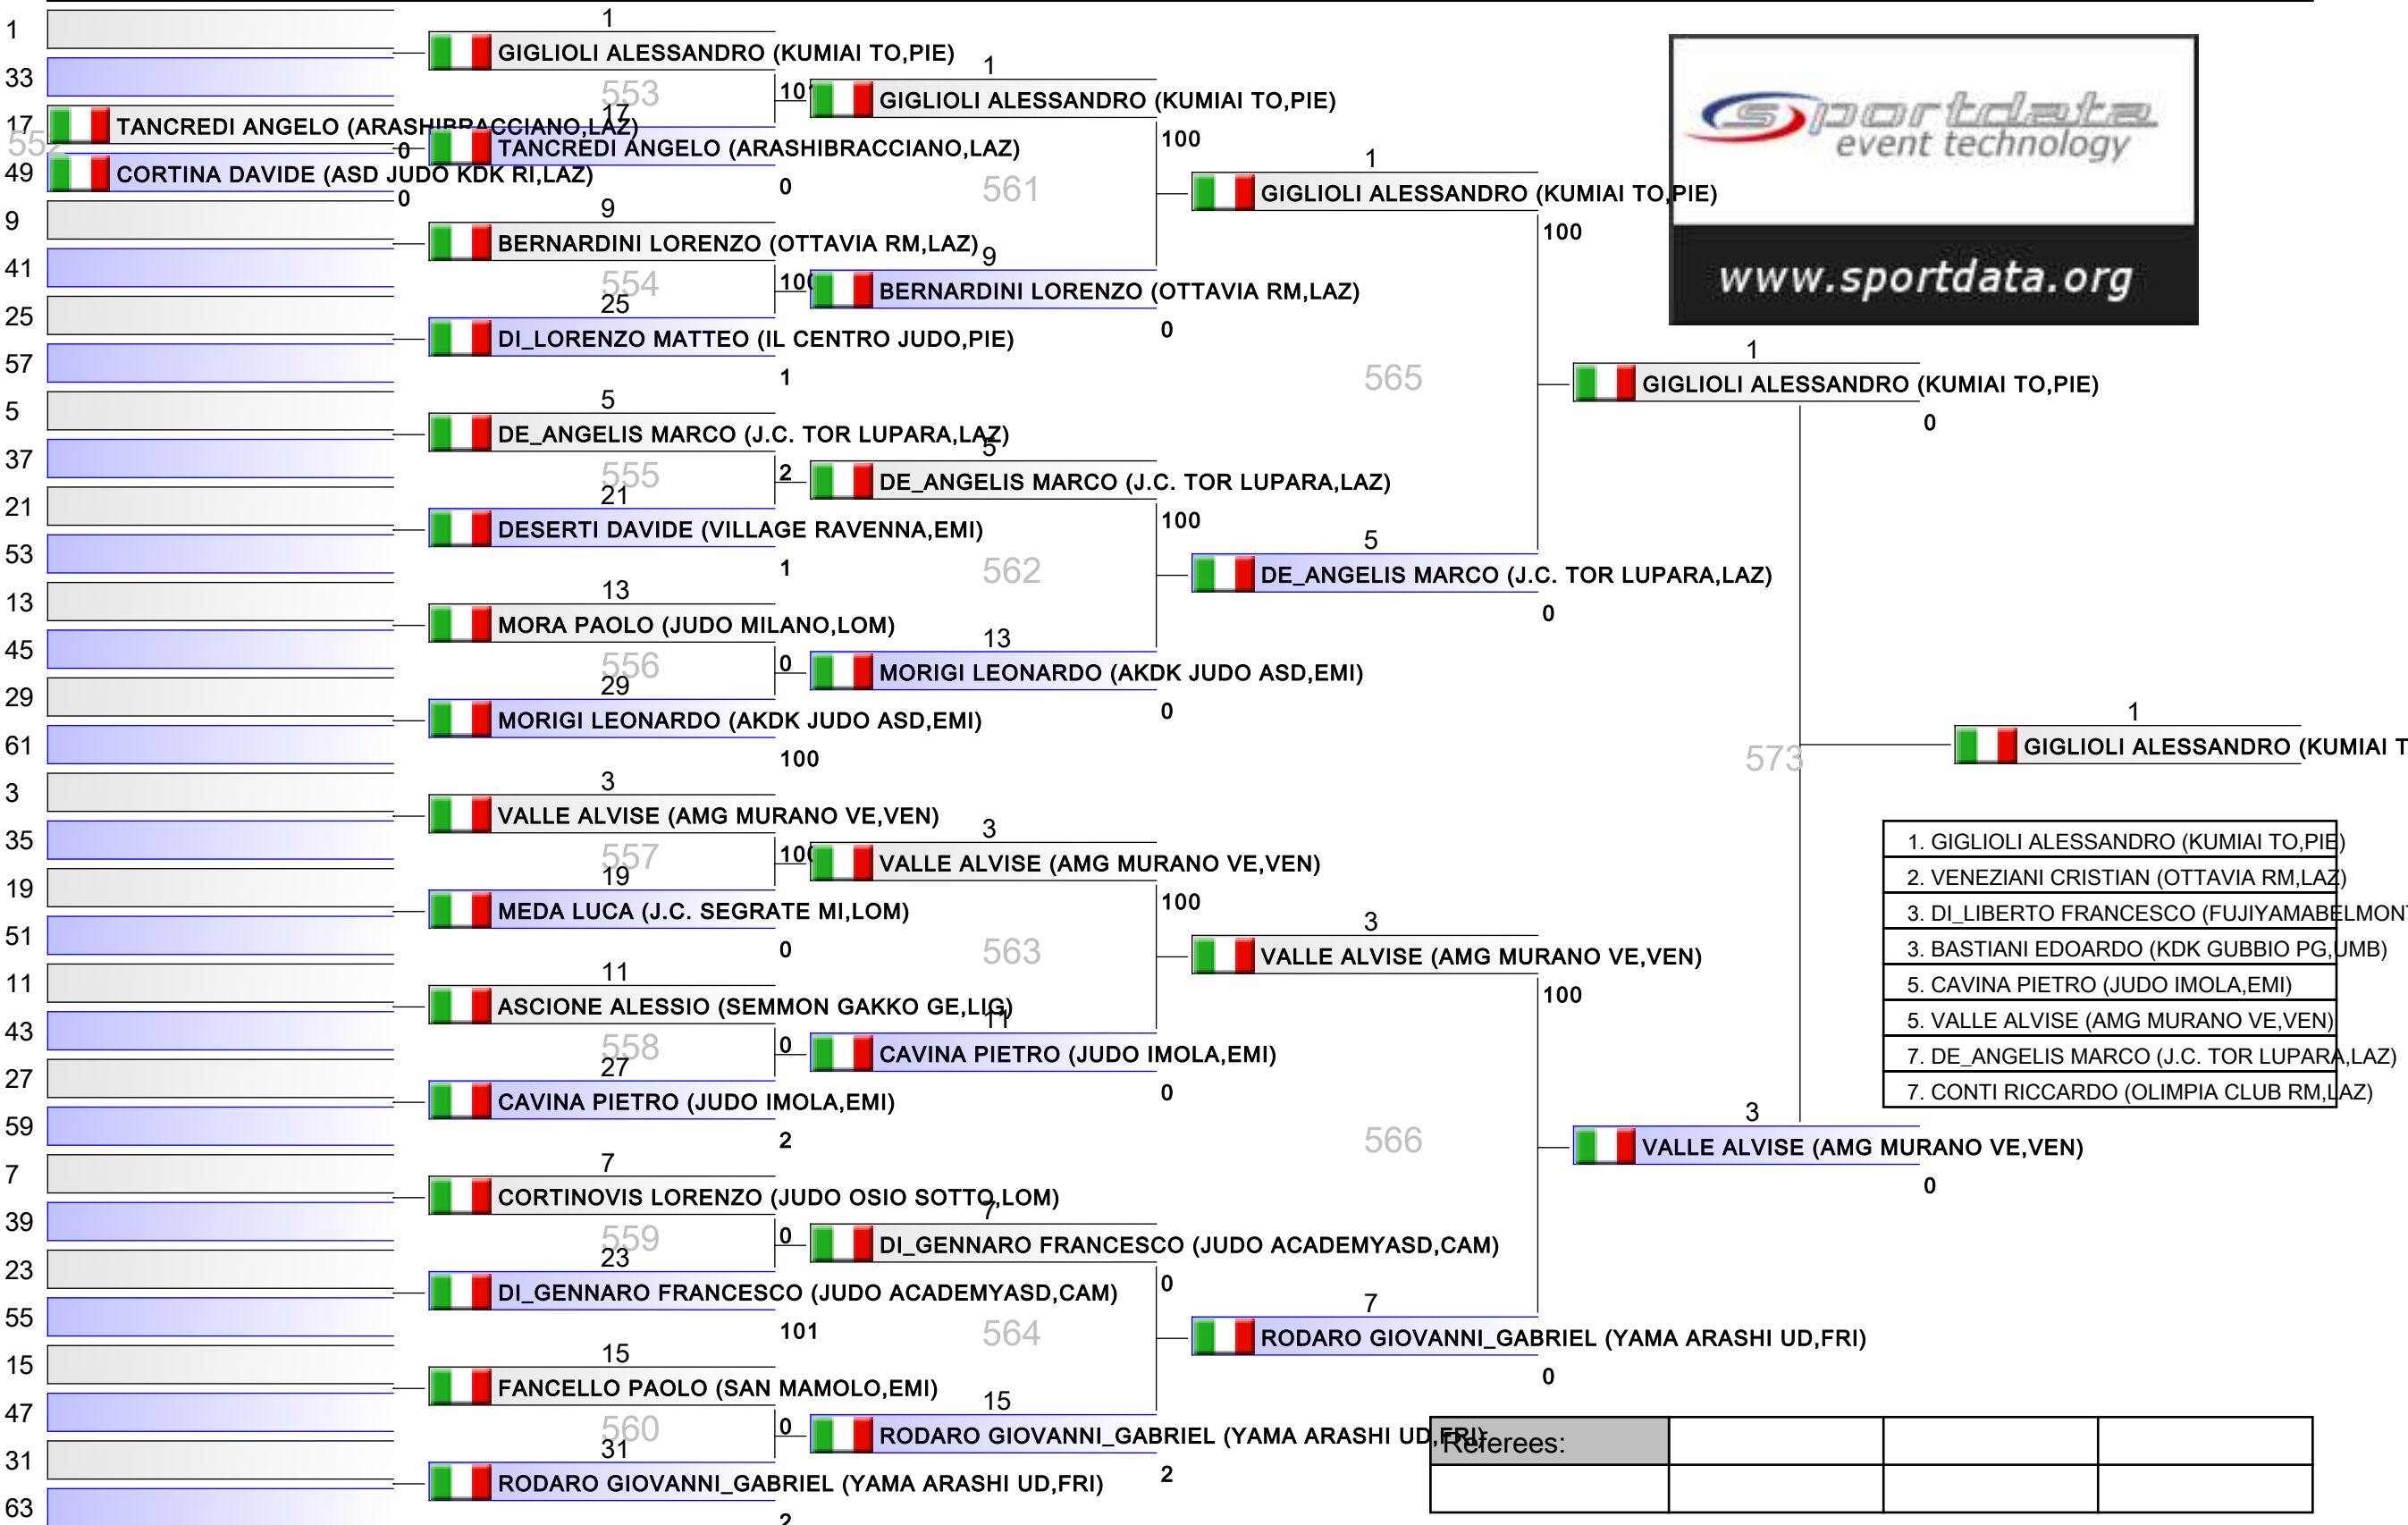 1
33
17
552
49
9
41
25
57
5
37
21
53
13
45
29
61
3
35
19
51
11
43
27
59
7
39
23
55
15
47
31
63
TANCREDI ANGELO (ARASHIBRACCIANO,LAZ)
0
CORTINA DAVIDE (ASD JUDO KDK RI,LAZ)
0
1
GIGLIOLI ALESSANDRO (KUMIAI TO,PIE)
553
101
17
TANCREDI ANGELO (ARASHIBRACCIANO,LAZ)
0
9
BERNARDINI LORENZO (OTTAVIA RM,LAZ)
554
100
25
DI_LORENZO MATTEO (IL CENTRO JUDO,PIE)
1
5
DE_ANGELIS MARCO (J.C. TOR LUPARA,LAZ)
555
2
21
DESERTI DAVIDE (VILLAGE RAVENNA,EMI)
1
13
MORA PAOLO (JUDO MILANO,LOM)
556
0
29
MORIGI LEONARDO (AKDK JUDO ASD,EMI)
100
3
VALLE ALVISE (AMG MURANO VE,VEN)
557
100
19
MEDA LUCA (J.C. SEGRATE MI,LOM)
0
11
ASCIONE ALESSIO (SEMMON GAKKO GE,LIG)
558
0
27
CAVINA PIETRO (JUDO IMOLA,EMI)
2
7
CORTINOVIS LORENZO (JUDO OSIO SOTTO,LOM)
559
0
23
DI_GENNARO FRANCESCO (JUDO ACADEMYASD,CAM)
101
15
FANCELLO PAOLO (SAN MAMOLO,EMI)
560
0
31
RODARO GIOVANNI_GABRIEL (YAMA ARASHI UD,FRI)
2
1
GIGLIOLI ALESSANDRO (KUMIAI TO,PIE)
100
561
9
BERNARDINI LORENZO (OTTAVIA RM,LAZ)
0
5
DE_ANGELIS MARCO (J.C. TOR LUPARA,LAZ)
100
562
13
MORIGI LEONARDO (AKDK JUDO ASD,EMI)
0
3
VALLE ALVISE (AMG MURANO VE,VEN)
100
563
11
CAVINA PIETRO (JUDO IMOLA,EMI)
0
7
DI_GENNARO FRANCESCO (JUDO ACADEMYASD,CAM)
0
564
15
RODARO GIOVANNI_GABRIEL (YAMA ARASHI UD,FRI)
2
1
GIGLIOLI ALESSANDRO (KUMIAI TO,PIE)
100
565
5
DE_ANGELIS MARCO (J.C. TOR LUPARA,LAZ)
0
3
VALLE ALVISE (AMG MURANO VE,VEN)
100
566
7
RODARO GIOVANNI_GABRIEL (YAMA ARASHI UD,FRI)
0
sportdata
event technology
www.sportdata.org
1
GIGLIOLI ALESSANDRO (KUMIAI TO,PIE)
0
573
3
VALLE ALVISE (AMG MURANO VE,VEN)
0
1
GIGLIOLI ALESSANDRO (KUMIAI T
1. GIGLIOLI ALESSANDRO (KUMIAI TO,PIE)
2. VENEZIANI CRISTIAN (OTTAVIA RM,LAZ)
3. DI_LIBERTO FRANCESCO (FUJIYAMABELMONT
3. BASTIANI EDOARDO (KDK GUBBIO PG,UMB)
5. CAVINA PIETRO (JUDO IMOLA,EMI)
5. VALLE ALVISE (AMG MURANO VE,VEN)
7. DE_ANGELIS MARCO (J.C. TOR LUPARA,LAZ)
7. CONTI RICCARDO (OLIMPIA CLUB RM,LAZ)
Referees: